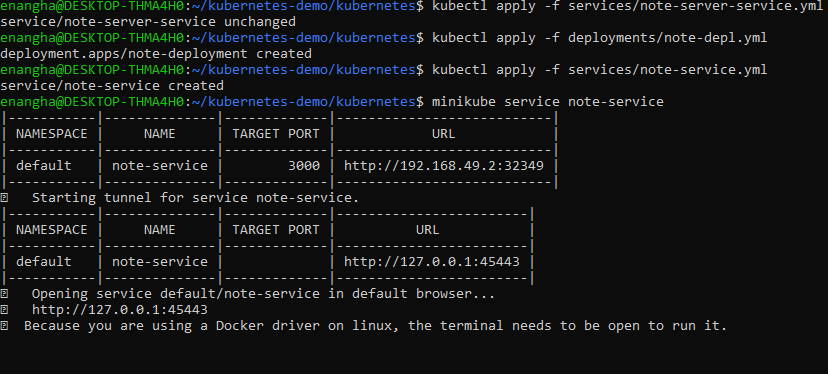 enangha@DESKTOP-THMA4H0:~/kubernetes-demo/kubernetes$ kubectl apply -f services/note-server-service.yml
service/note-server-service unchanged
enangha@DESKTOP-THMA4H0:~/kubernetes-demo/kubernetes$ kubectl apply -f deployments/note-depl.yml
deployment.apps/note-deployment created
enangha@DESKTOP-THMA4H0:~/kubernetes-demo/kubernetes$ kubectl apply -f services/note-service.yml
service/note-service created
enangha@DESKTOP-THMA4H0:~/kubernetes-demo/kubernetes$ minikube service note-service
|-----------|--------------|-------------|---------------------------|
| NAMESPACE |     NAME     | TARGET PORT |            URL            |
|-----------|--------------|-------------|---------------------------|
| default   | note-service |        3000 | http://192.168.49.2:32349 |
|-----------|--------------|-------------|---------------------------|
Starting tunnel for service note-service.
|-----------|--------------|-------------|------------------------|
| NAMESPACE |     NAME     | TARGET PORT |          URL           |
|-----------|--------------|-------------|------------------------|
| default   | note-service |             | http://127.0.0.1:45443 |
|-----------|--------------|-------------|------------------------|
Opening service default/note-service in default browser...
http://127.0.0.1:45443
Because you are using a Docker driver on linux, the terminal needs to be open to run it.